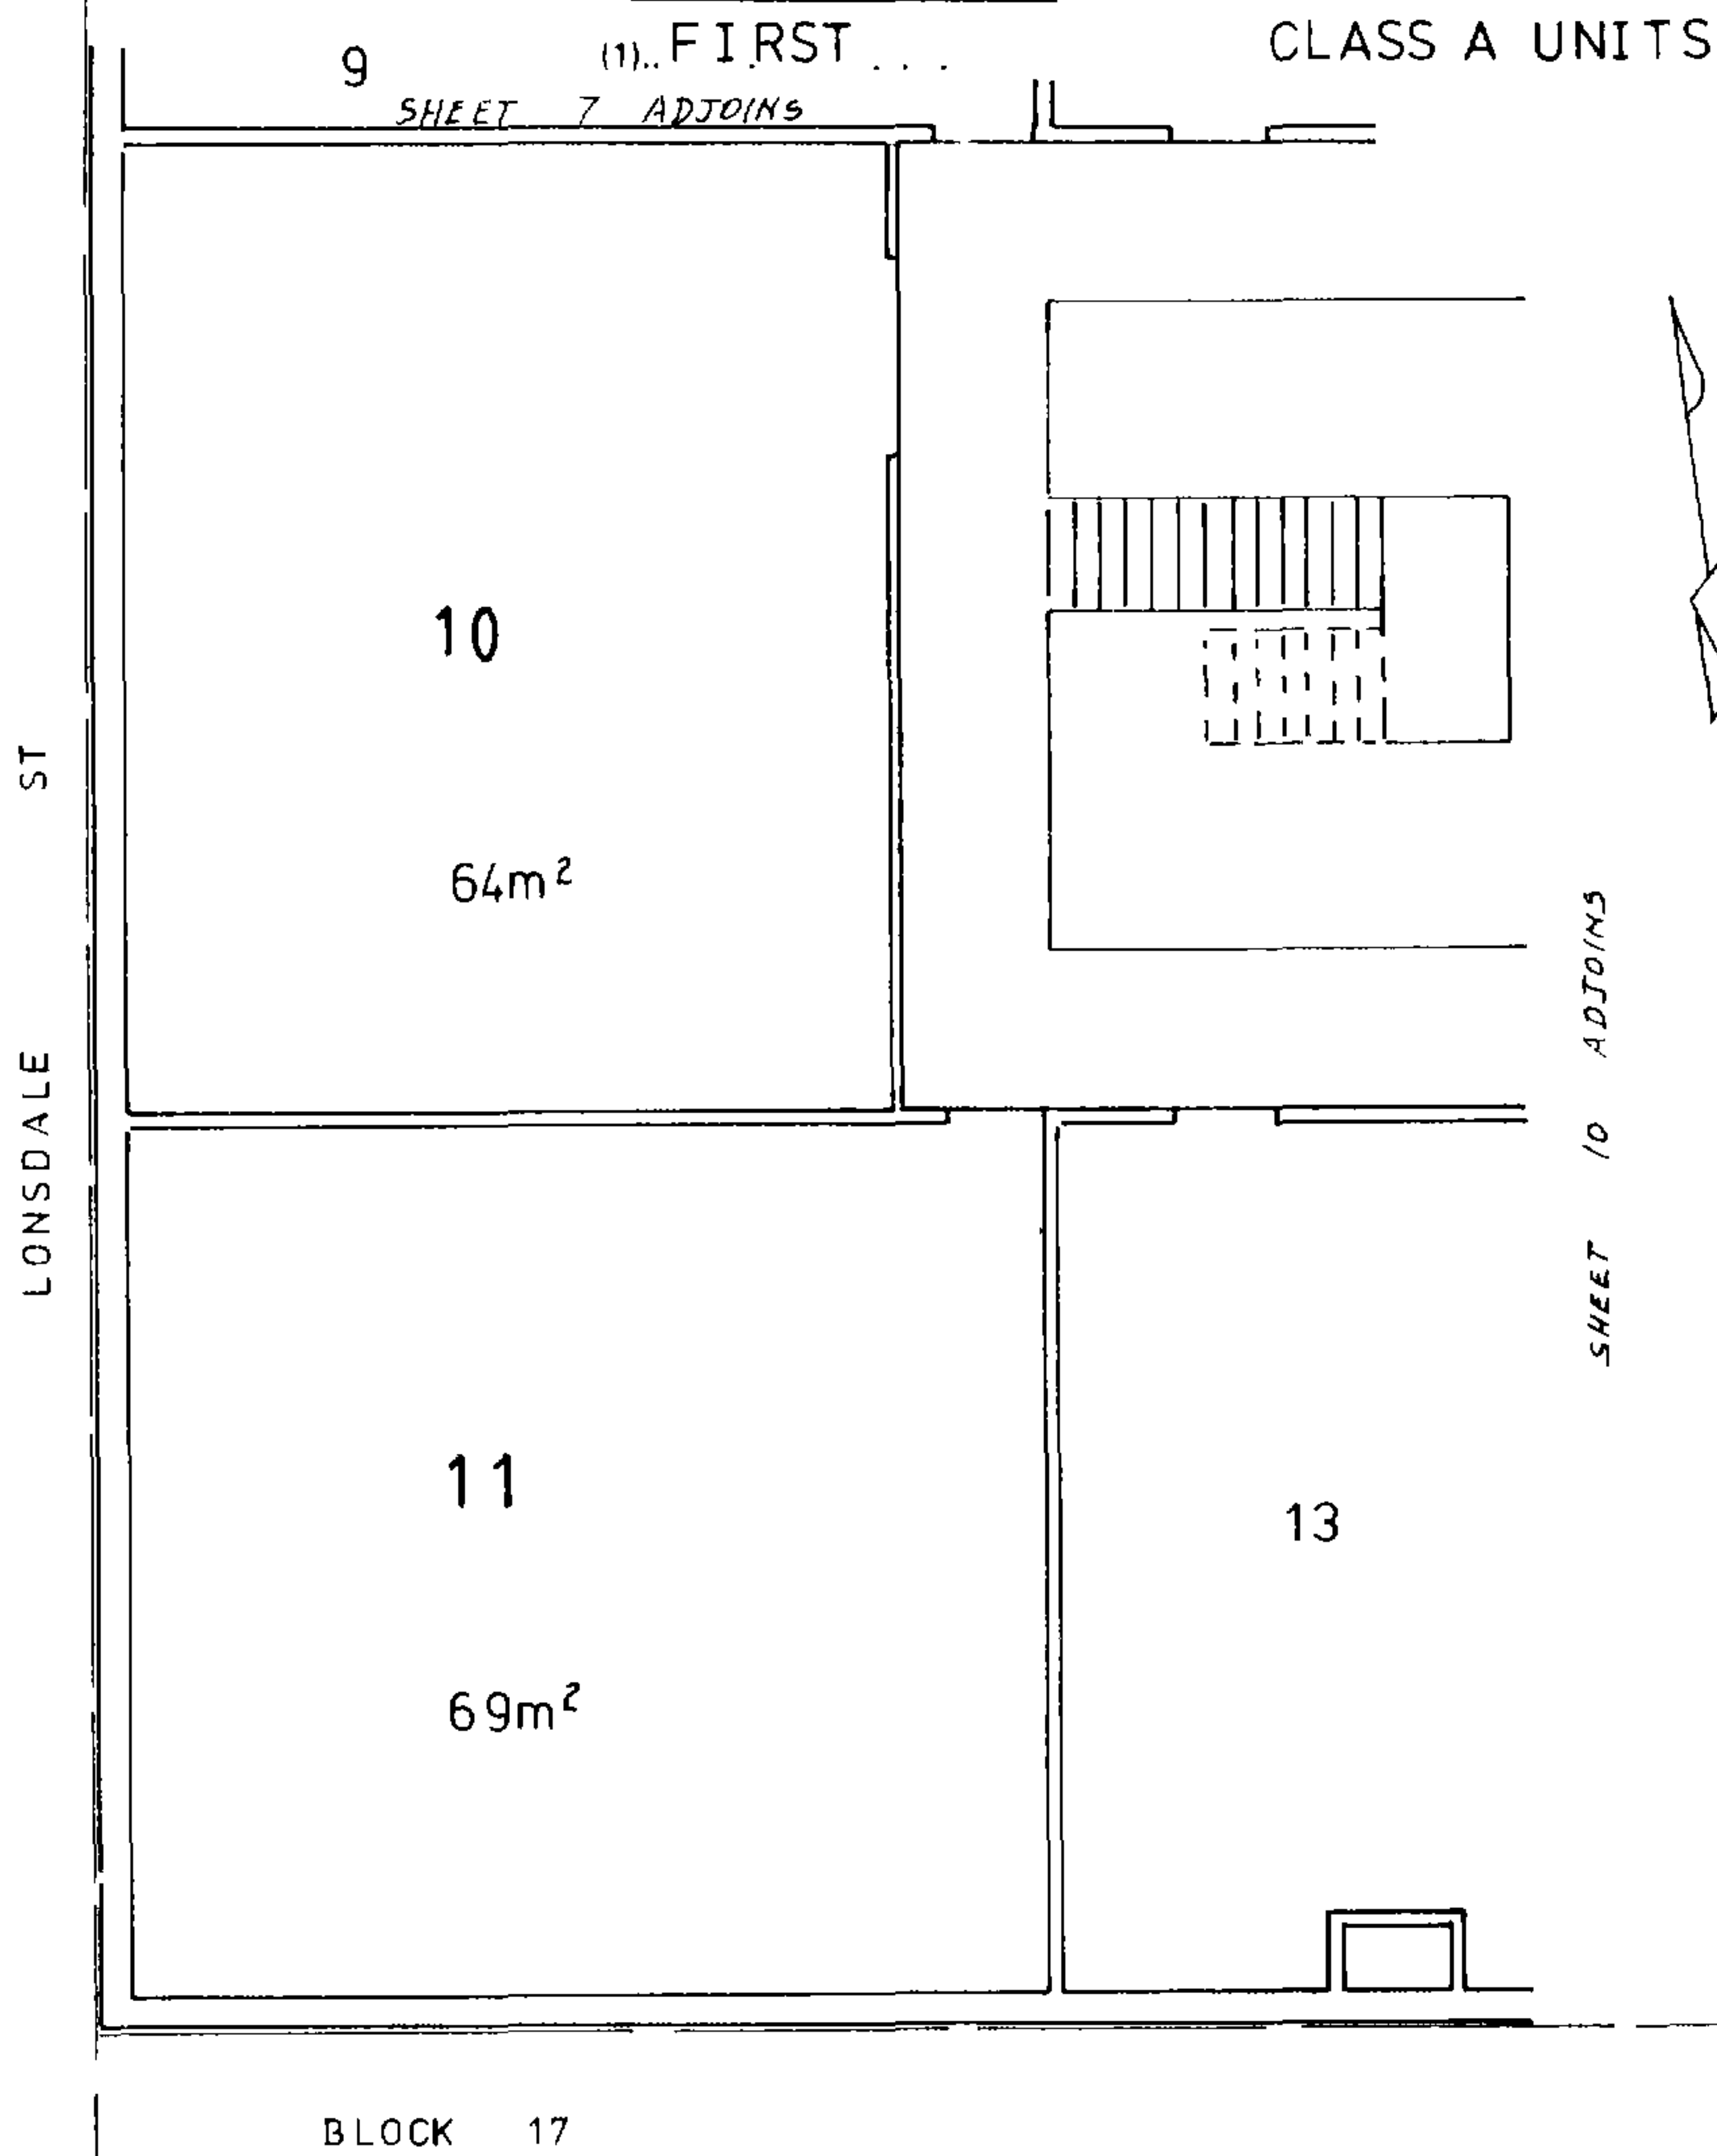 (1).. FIRST . . . CLASS A UNITS
9
SHEET 7 ADJOINS
10
64m²
LONSDALE ST
SHEET 10 ADJOINS
11
13
69m²
BLOCK 17